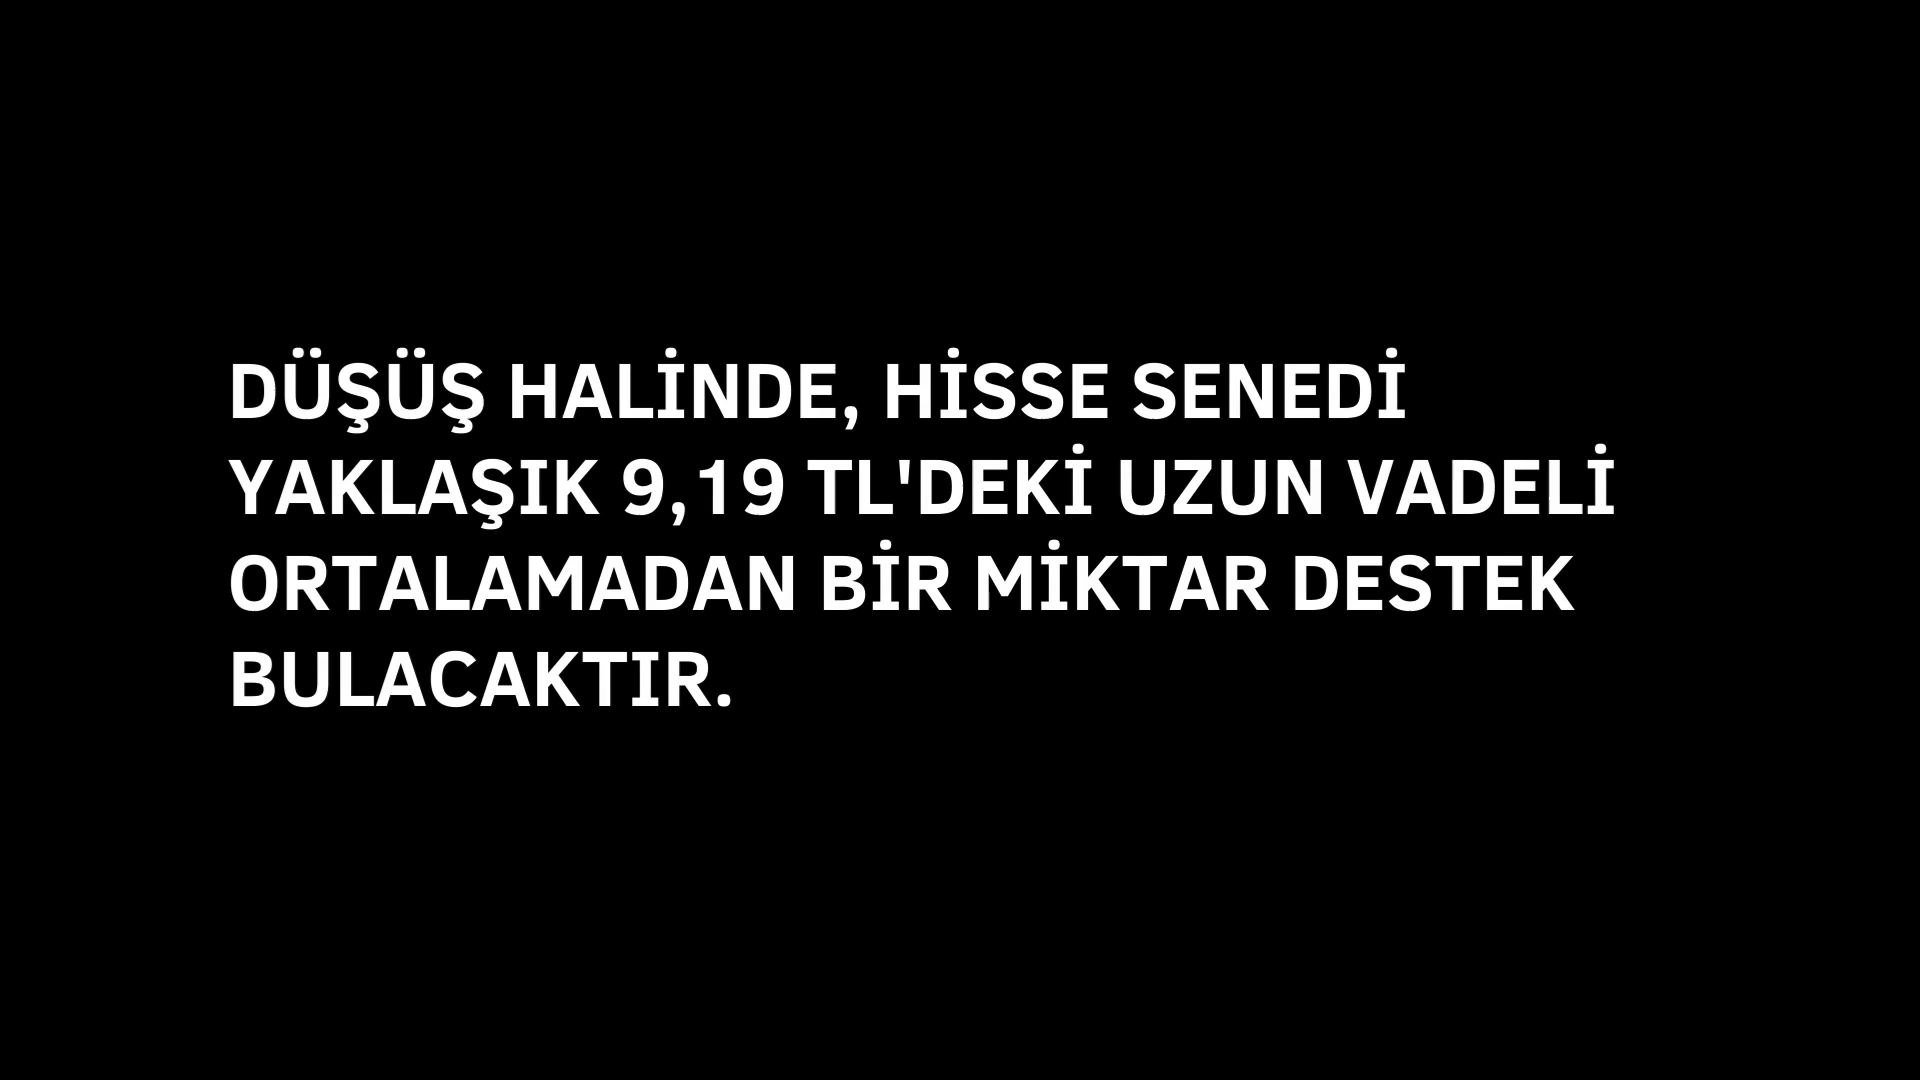 DÜŞÜŞ HALİNDE, HİSSE SENEDİ
YAKLAŞIK 9,19 TL'DEKİ UZUN VADELİ
ORTALAMADAN BİR MİKTAR DESTEK
BULACAKTIR.